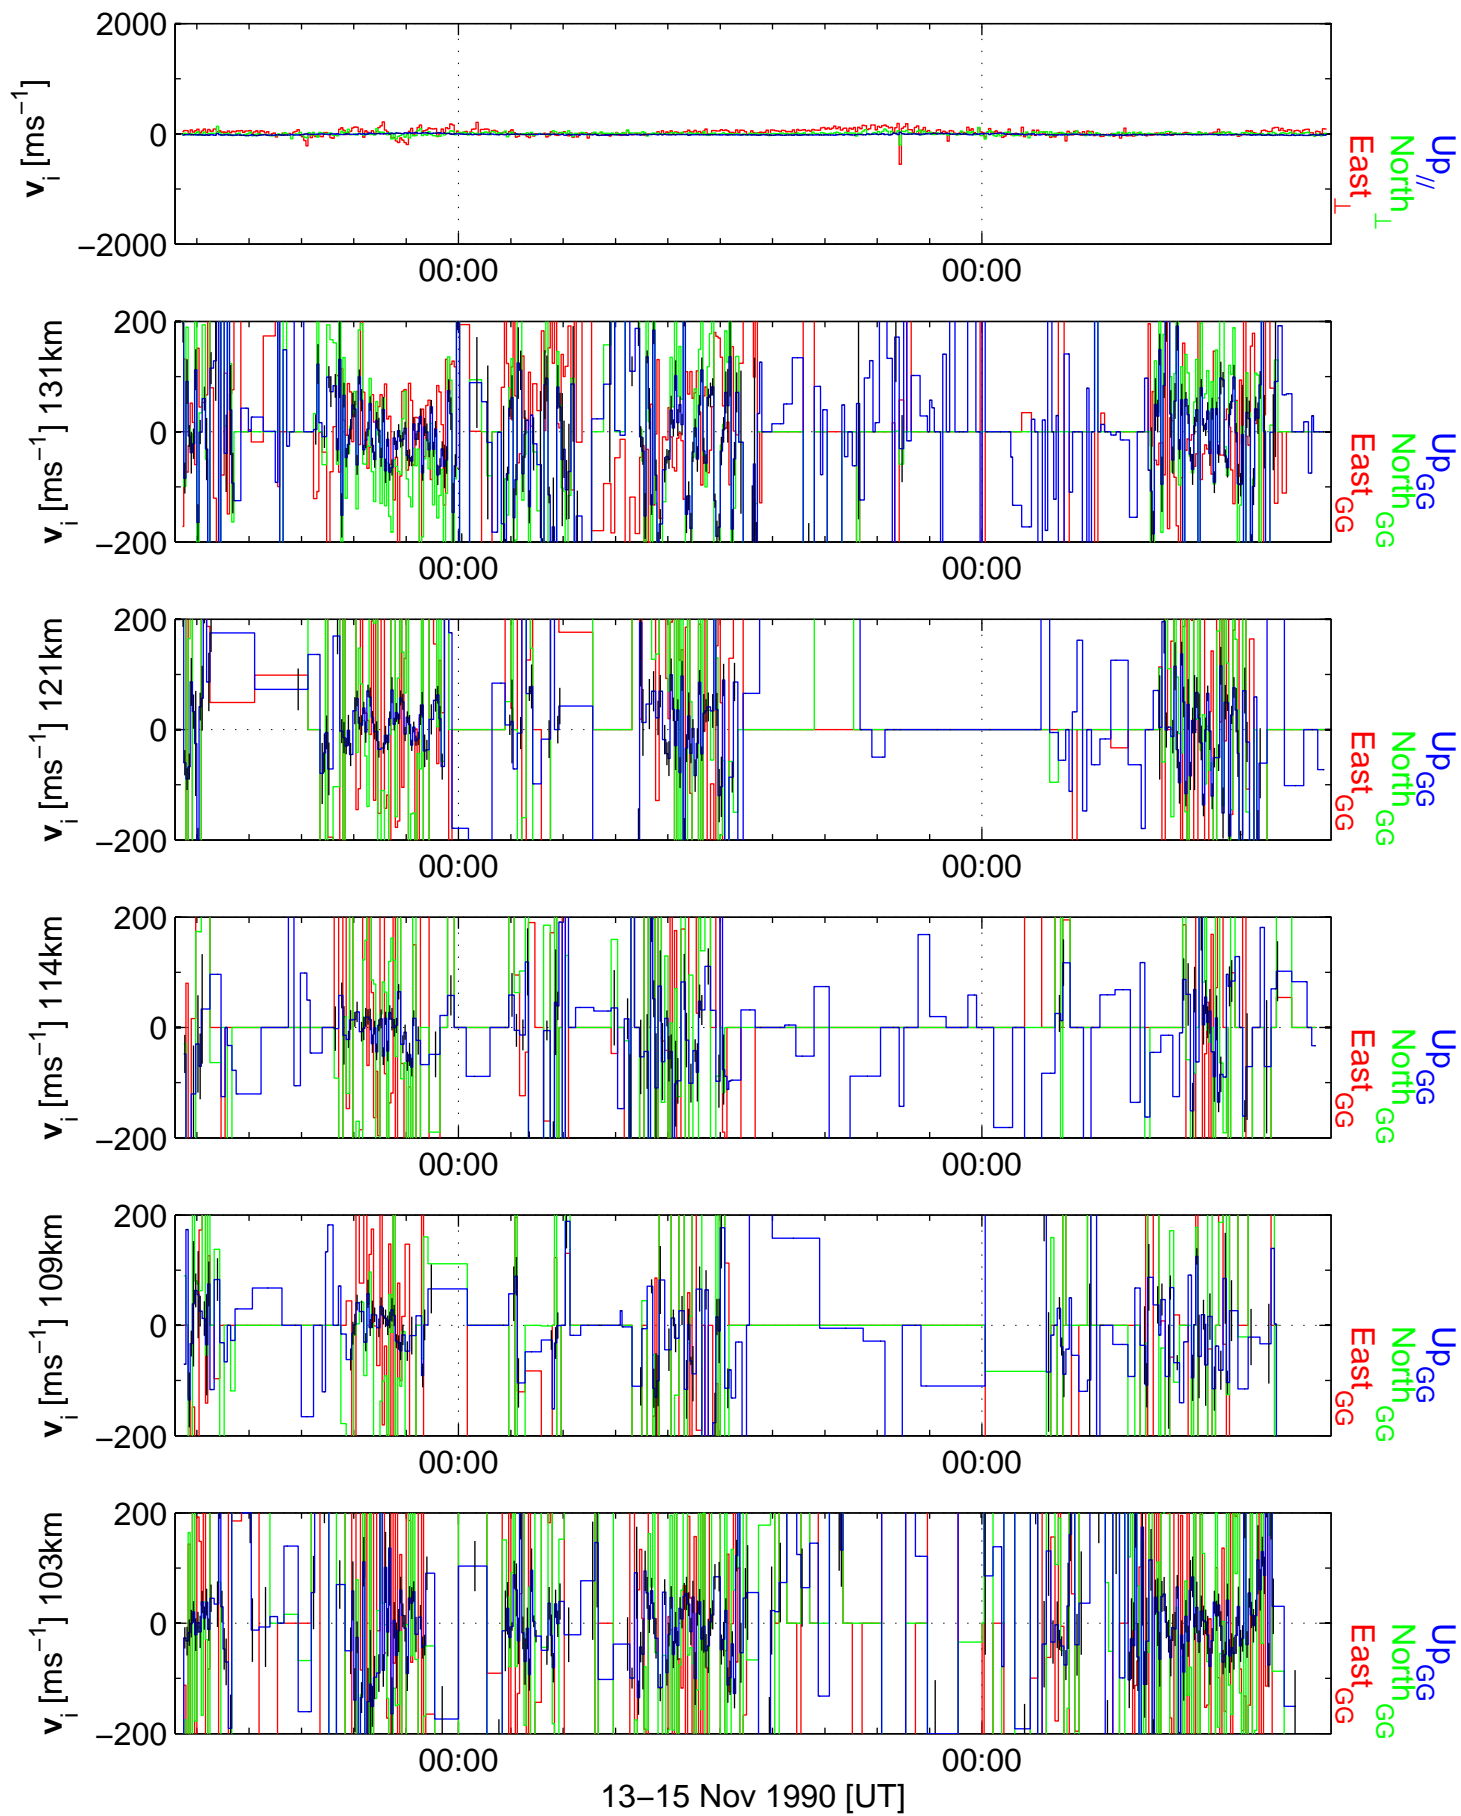 2000
0
−2000
v_i [ms^−1]
00:00 00:00
East_⊥
North_⊥
Up_//
200
0
−200
v_i [ms^−1] 131km
00:00 00:00
East_GG
North_GG
Up_GG
200
0
−200
v_i [ms^−1] 121km
00:00 00:00
East_GG
North_GG
Up_GG
200
0
−200
v_i [ms^−1] 114km
00:00 00:00
East_GG
North_GG
Up_GG
200
0
−200
v_i [ms^−1] 109km
00:00 00:00
East_GG
North_GG
Up_GG
200
0
−200
v_i [ms^−1] 103km
00:00 00:00
East_GG
North_GG
Up_GG
13−15 Nov 1990 [UT]